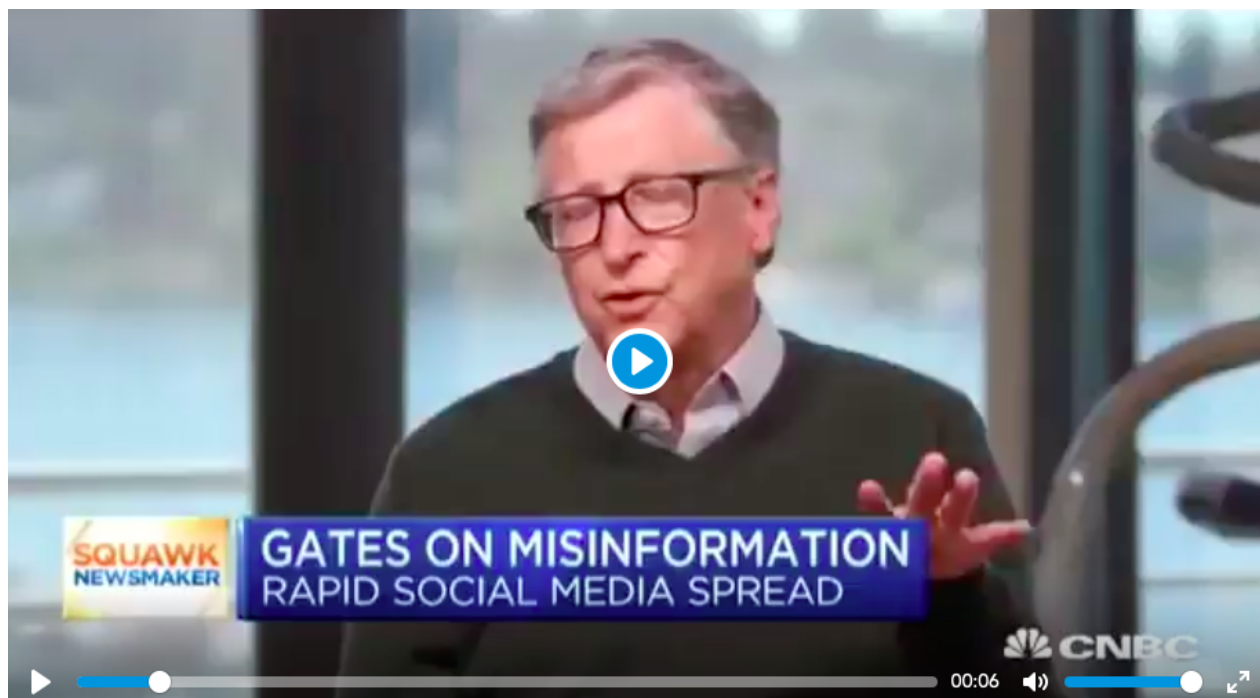 SQUAWK
NEWSMAKER
GATES ON MISINFORMATION
RAPID SOCIAL MEDIA SPREAD
CNBC
00:06